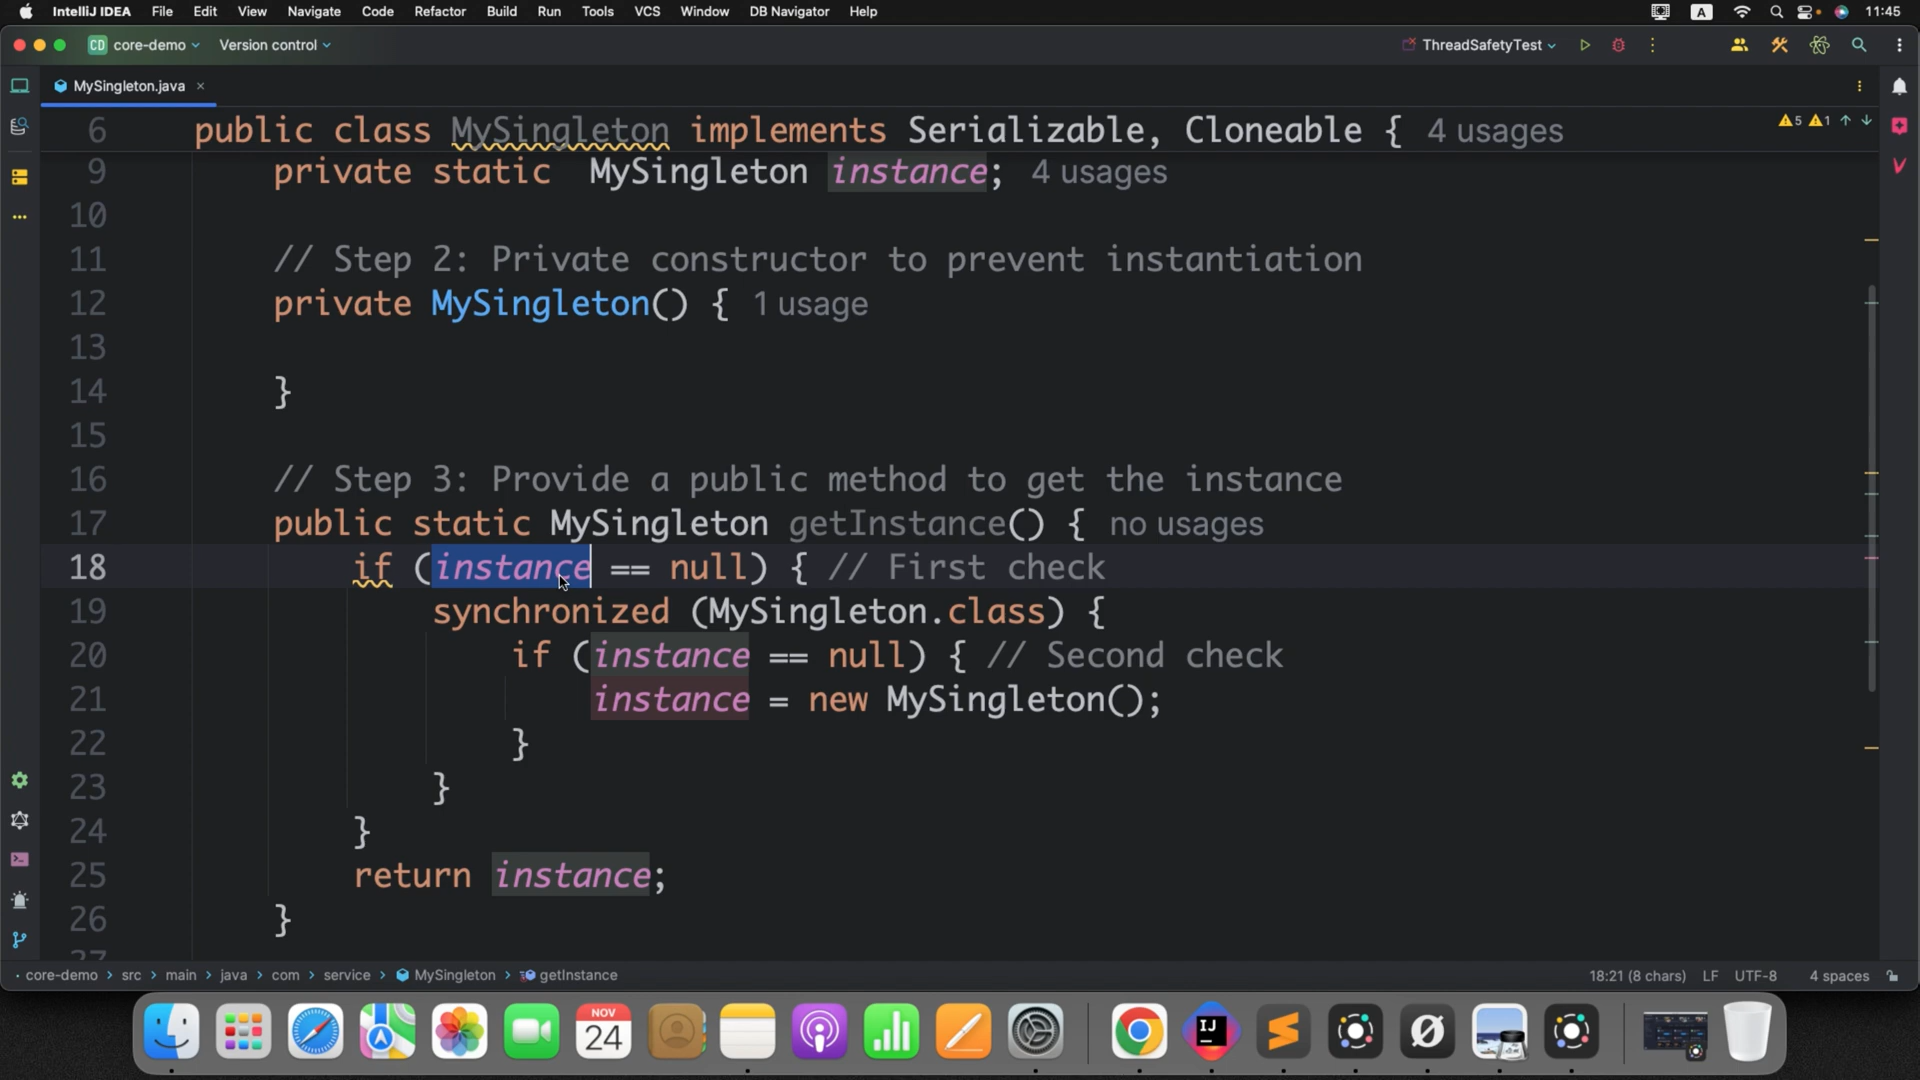 IntelliJ IDEA File Edit View Navigate Code Refactor Build Run Tools VCS Window DB Navigator Help A 11:45
CD core-demo Version control ThreadSafetyTest
MySingleton.java
6 public class MySingleton implements Serializable, Cloneable { 4 usages 5 1
9 private static MySingleton instance; 4 usages
10
11 // Step 2: Private constructor to prevent instantiation
12 private MySingleton() { 1 usage
13
14 }
15
16 // Step 3: Provide a public method to get the instance
17 public static MySingleton getInstance() { no usages
18 if (instance == null) { // First check
19 synchronized (MySingleton.class) {
20 if (instance == null) { // Second check
21 instance = new MySingleton();
22 }
23 }
24 }
25 return instance;
26 }
27
core-demo > src > main > java > com > service > MySingleton > getInstance 18:21 (8 chars) LF UTF-8 4 spaces
NOV
24
IJ